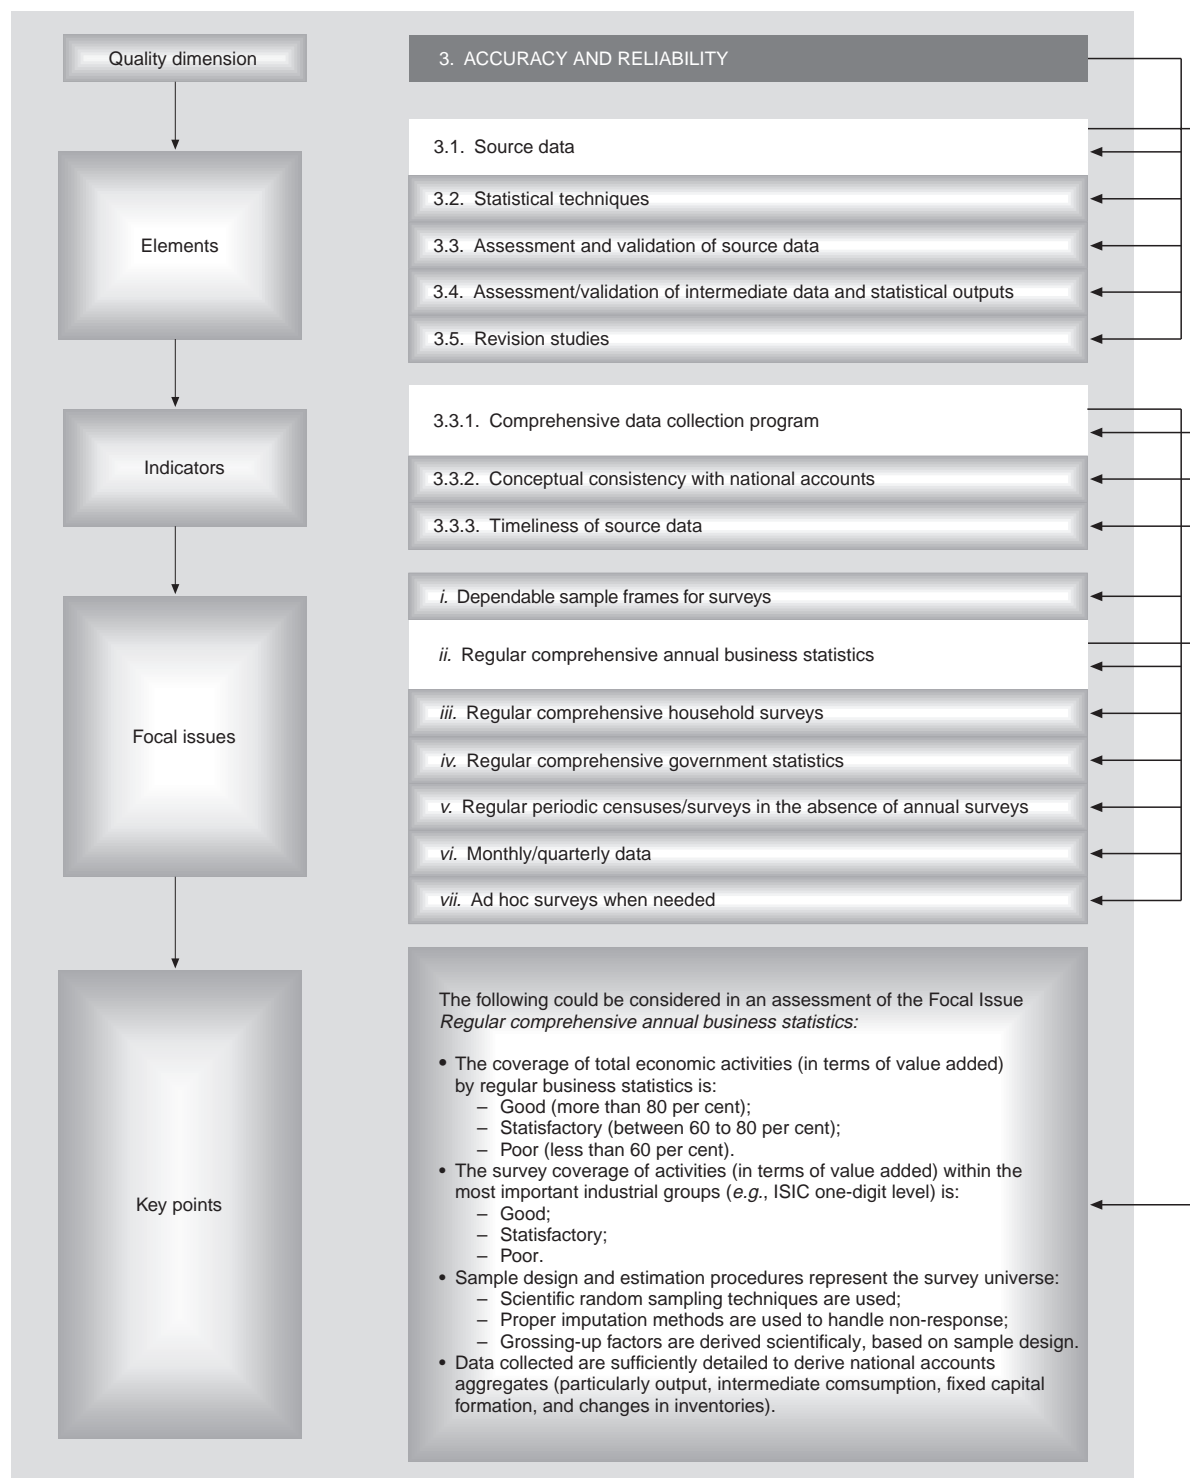 Quality dimension
3. ACCURACY AND RELIABILITY
Elements
3.1. Source data
3.2. Statistical techniques
3.3. Assessment and validation of source data
3.4. Assessment/validation of intermediate data and statistical outputs
3.5. Revision studies
Indicators
3.3.1. Comprehensive data collection program
3.3.2. Conceptual consistency with national accounts
3.3.3. Timeliness of source data
Focal issues
i. Dependable sample frames for surveys
ii. Regular comprehensive annual business statistics
iii. Regular comprehensive household surveys
iv. Regular comprehensive government statistics
v. Regular periodic censuses/surveys in the absence of annual surveys
vi. Monthly/quarterly data
vii. Ad hoc surveys when needed
Key points
The following could be considered in an assessment of the Focal Issue
Regular comprehensive annual business statistics:
• The coverage of total economic activities (in terms of value added)
by regular business statistics is:
– Good (more than 80 per cent);
– Statisfactory (between 60 to 80 per cent);
– Poor (less than 60 per cent).
• The survey coverage of activities (in terms of value added) within the
most important industrial groups (e.g., ISIC one-digit level) is:
– Good;
– Statisfactory;
– Poor.
• Sample design and estimation procedures represent the survey universe:
– Scientific random sampling techniques are used;
– Proper imputation methods are used to handle non-response;
– Grossing-up factors are derived scientificaly, based on sample design.
• Data collected are sufficiently detailed to derive national accounts
aggregates (particularly output, intermediate comsumption, fixed capital
formation, and changes in inventories).